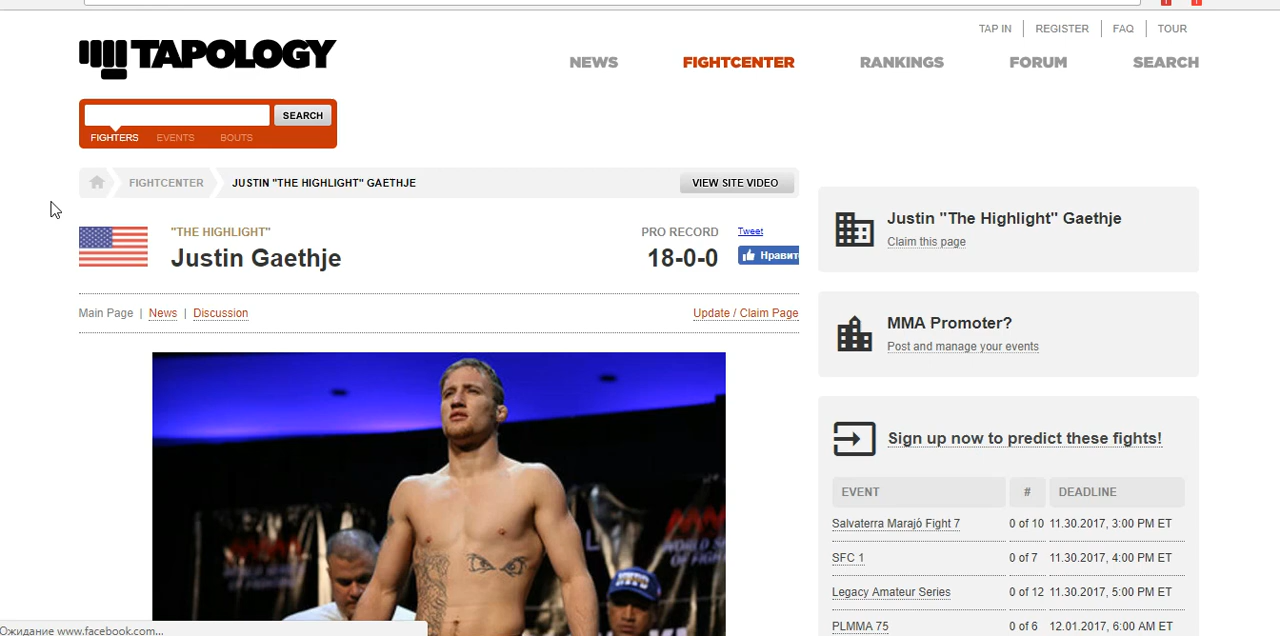 TAP IN
REGISTER
FAQ
TOUR
TAPOLOGY
NEWS
FIGHTCENTER
RANKINGS
FORUM
SEARCH
SEARCH
FIGHTERS
EVENTS
BOUTS
FIGHTCENTER
JUSTIN "THE HIGHLIGHT" GAETHJE
VIEW SITE VIDEO
"THE HIGHLIGHT"
Justin Gaethje
PRO RECORD
18-0-0
Tweet
Нравит
Main Page | News | Discussion
Update / Claim Page
Justin "The Highlight" Gaethje
Claim this page
MMA Promoter?
Post and manage your events
Sign up now to predict these fights!
EVENT # DEADLINE
Salvaterra Marajó Fight 7 0 of 10 11.30.2017, 3:00 PM ET
SFC 1 0 of 7 11.30.2017, 4:00 PM ET
Legacy Amateur Series 0 of 12 11.30.2017, 5:00 PM ET
PLMMA 75 0 of 6 12.01.2017, 6:00 AM ET
Ожидание www.facebook.com...